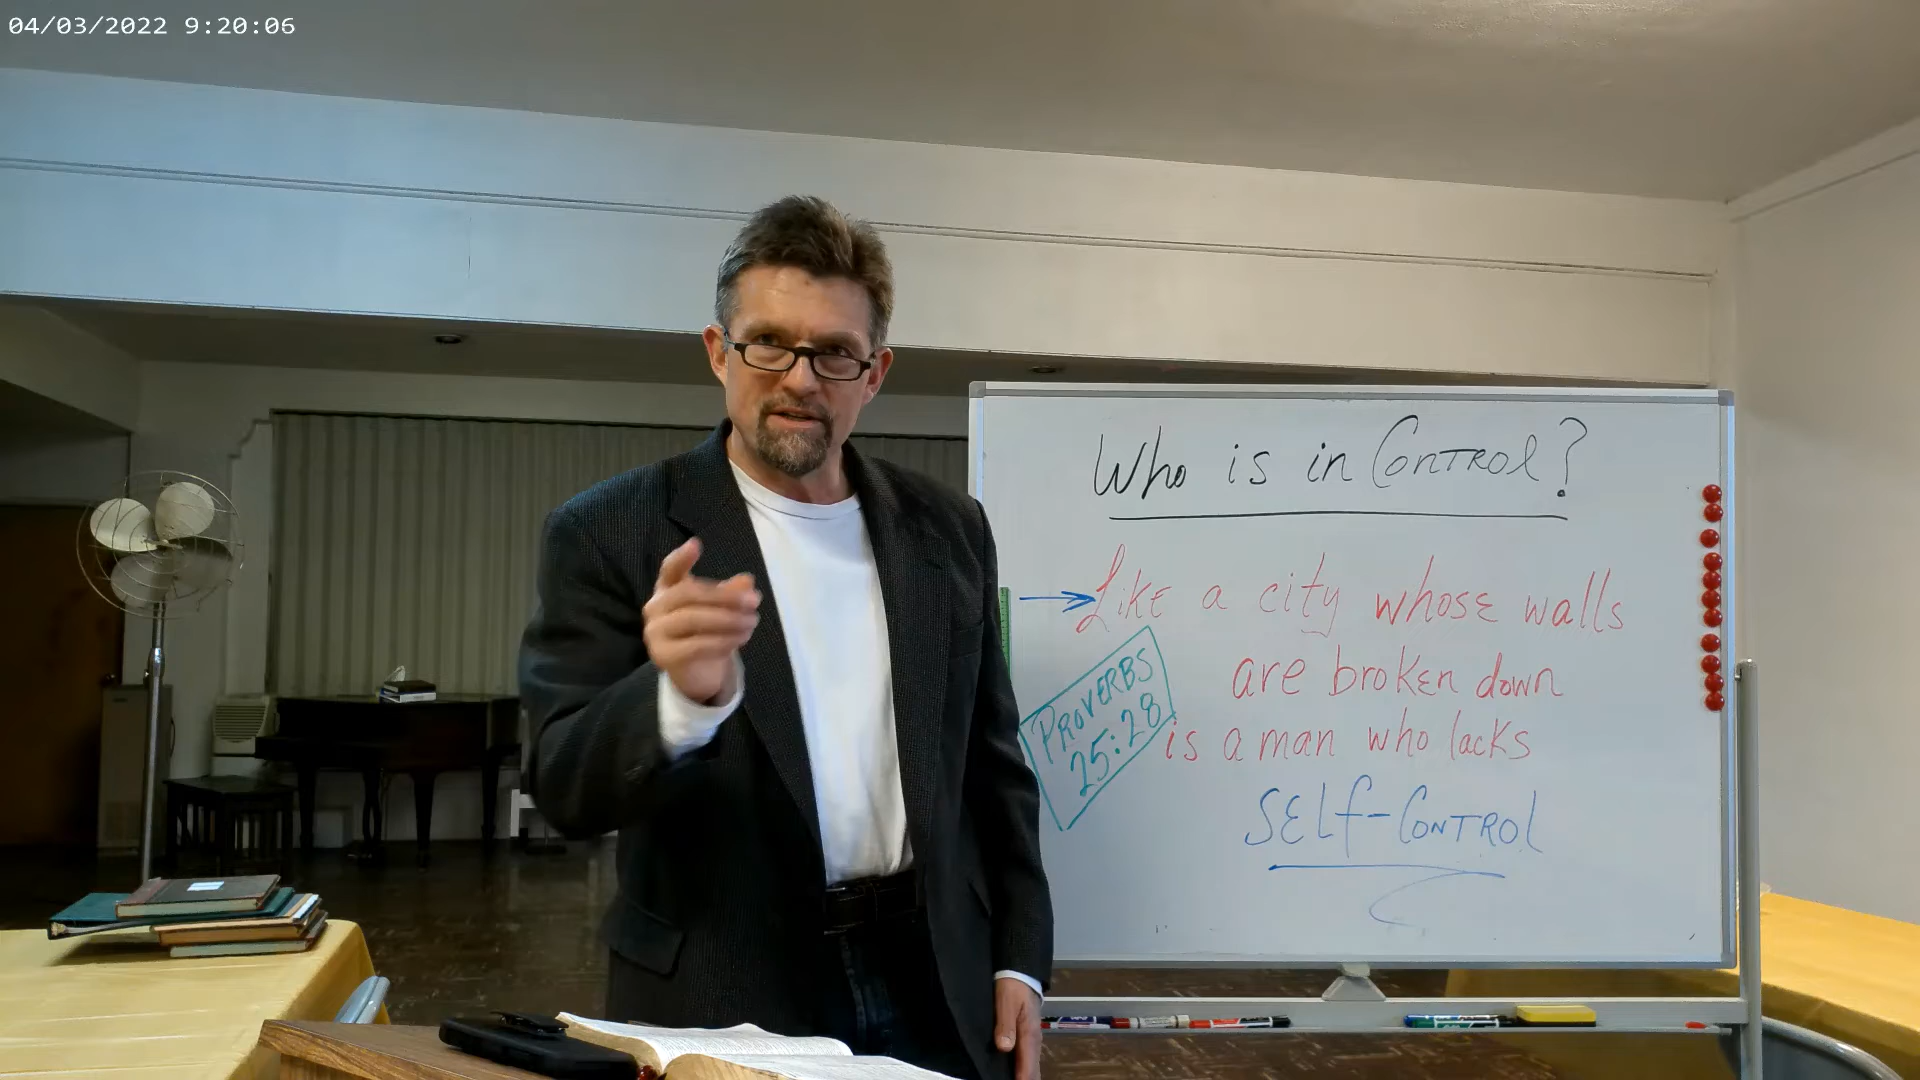 04/03/2022 9:20:06
Who is in Control?
Like a city whose walls
are broken down
PROVERBS
25:28
is a man who lacks
SELF-CONTROL